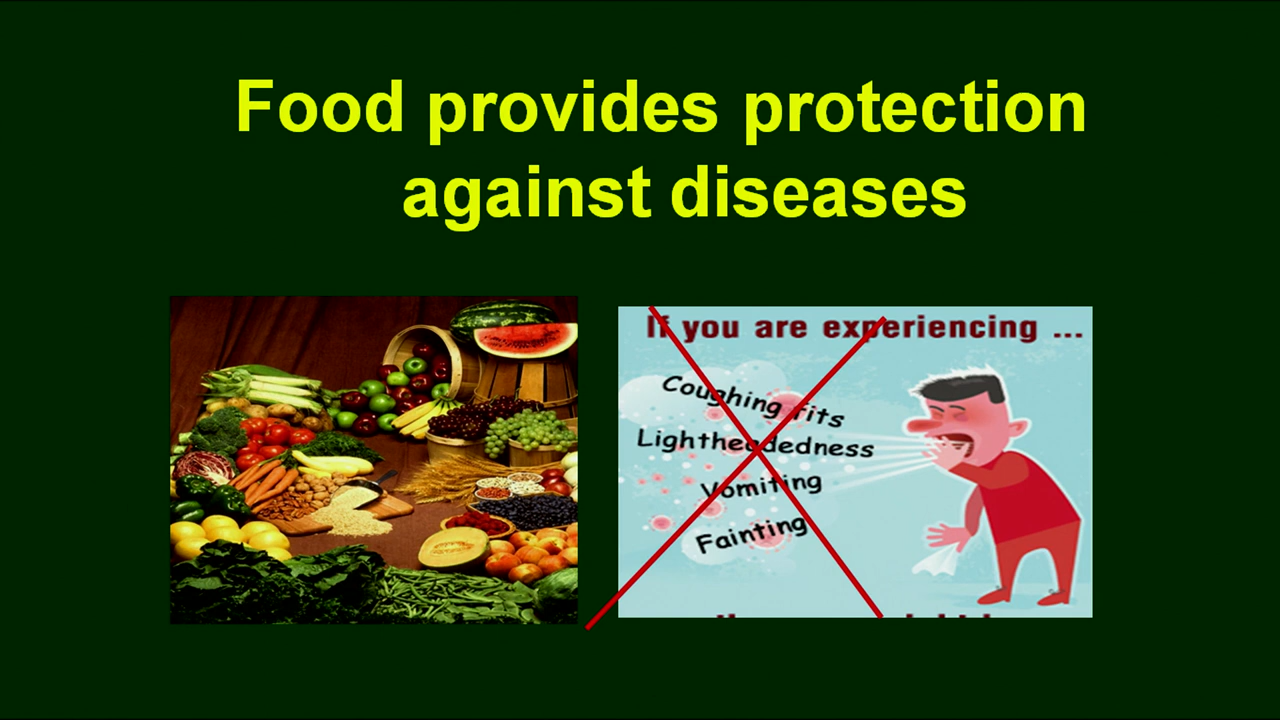 Food provides protection
against diseases
If you are experiencing ...
Coughing fits
Lightheadedness
Vomiting
Fainting